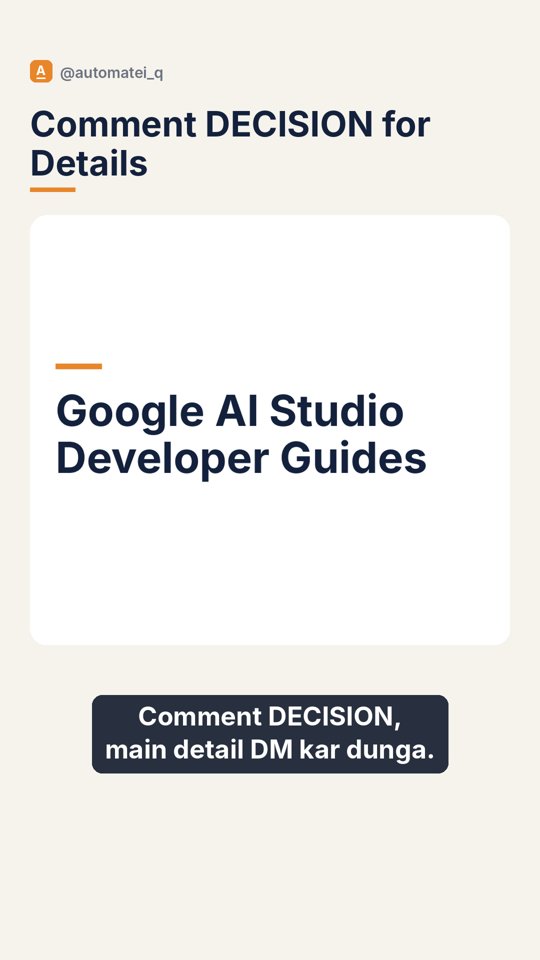 A @automatei_q
Comment DECISION for
Details
Google AI Studio
Developer Guides
Comment DECISION,
main detail DM kar dunga.